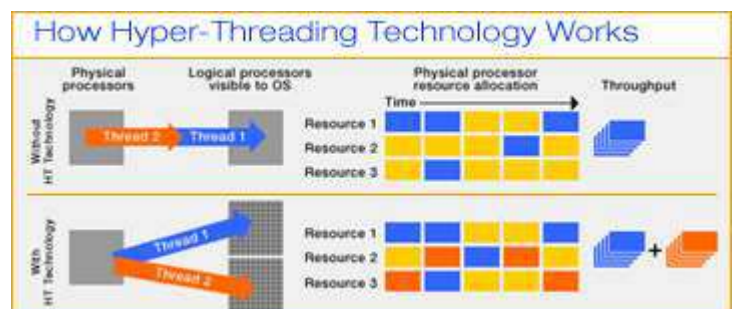 How Hyper-Threading Technology Works
Physical processors
Logical processors visible to OS
Physical processor resource allocation
Throughput
Time
Without HT Technology
Thread 2
Thread 1
Resource 1
Resource 2
Resource 3
With HT Technology
Thread 1
Thread 2
Resource 1
Resource 2
Resource 3
+